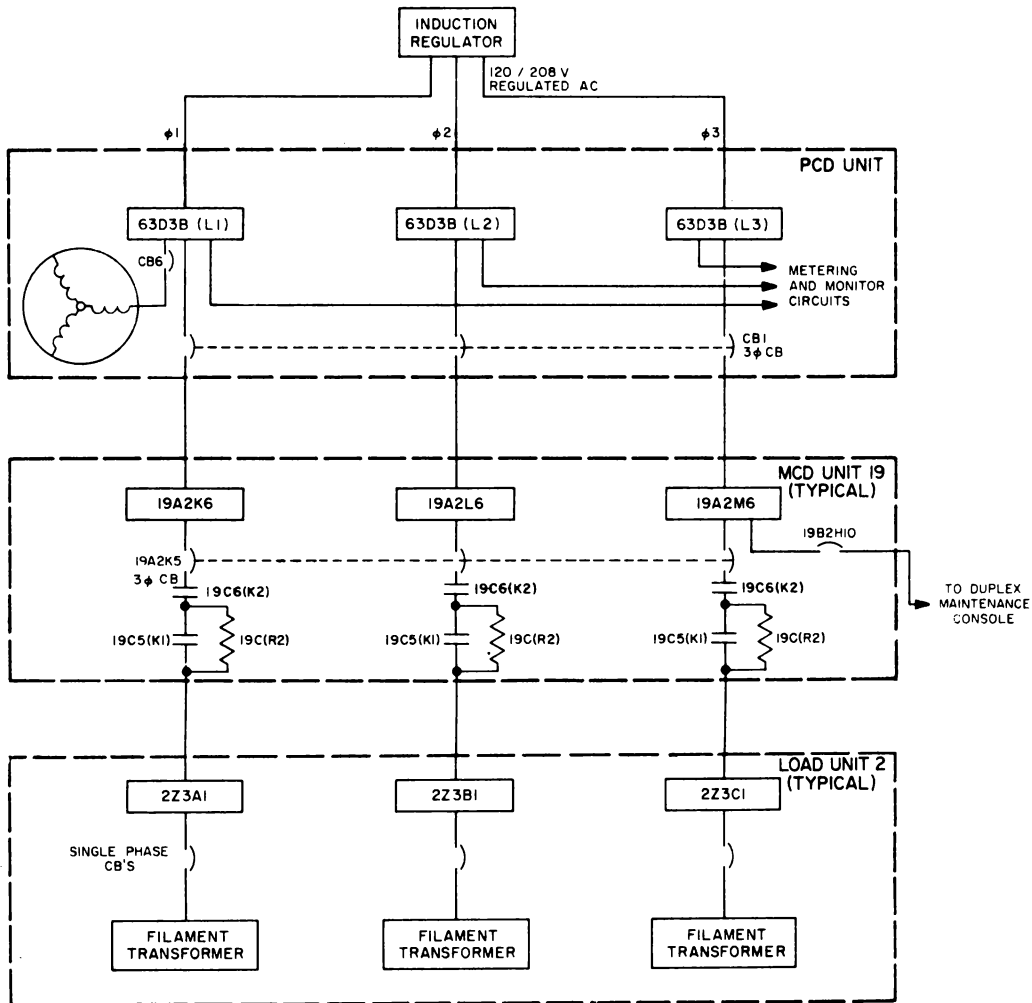 INDUCTION
REGULATOR
120 / 208 V
REGULATED AC
φ1
φ2
φ3
PCD UNIT
63D3B (L1)
63D3B (L2)
63D3B (L3)
CB6
METERING
AND MONITOR
CIRCUITS
CB1
3φ CB
MCD UNIT 19
(TYPICAL)
19A2K6
19A2L6
19A2M6
19B2H10
19A2K5
3φ CB
19C6(K2)
19C6(K2)
19C6(K2)
TO DUPLEX
MAINTENANCE
CONSOLE
19C5(K1)
19C(R2)
19C5(K1)
19C(R2)
19C5(K1)
19C(R2)
LOAD UNIT 2
(TYPICAL)
2Z3A1
2Z3B1
2Z3C1
SINGLE PHASE
CB'S
FILAMENT
TRANSFORMER
FILAMENT
TRANSFORMER
FILAMENT
TRANSFORMER